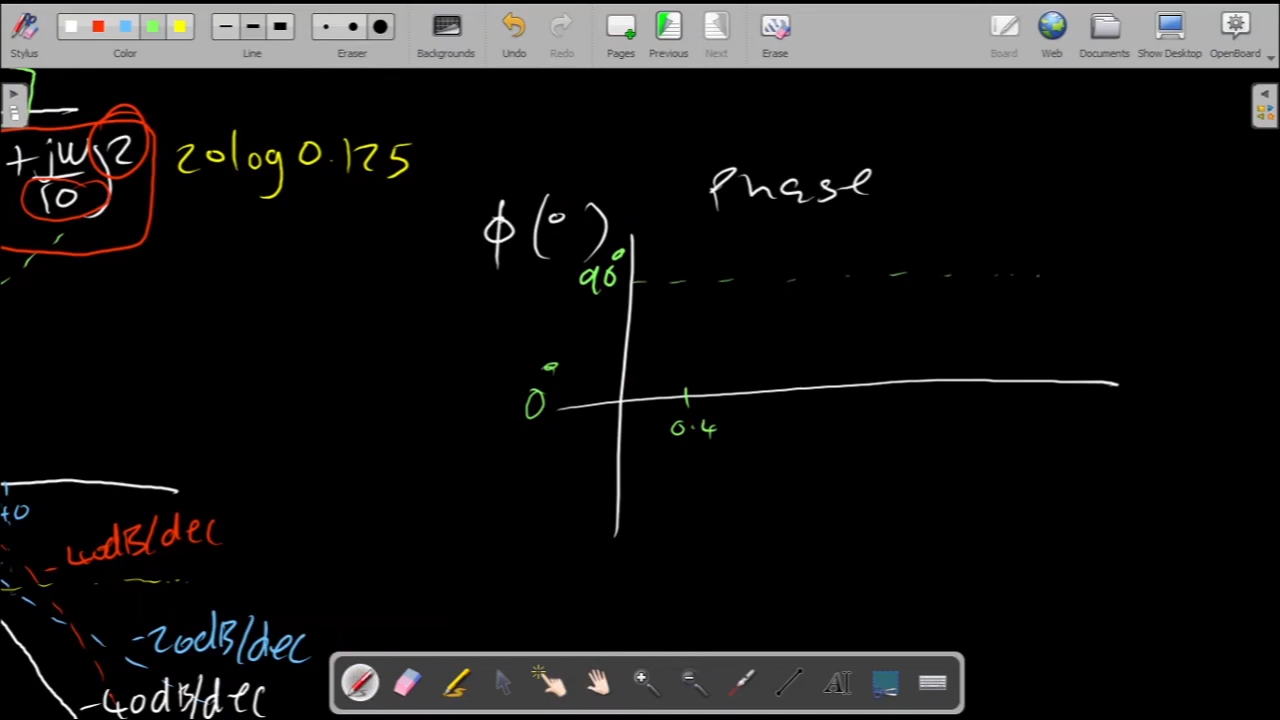 Stylus
Color
Line
Eraser
Backgrounds
Undo
Redo
Pages
Previous
Next
Erase
Board
Web
Documents
Show Desktop
OpenBoard
+jω)2
10
20log 0.125
Phase
ϕ(°)
90°
0°
0.4
-40dB/dec
-20dB/dec
-40dB/dec